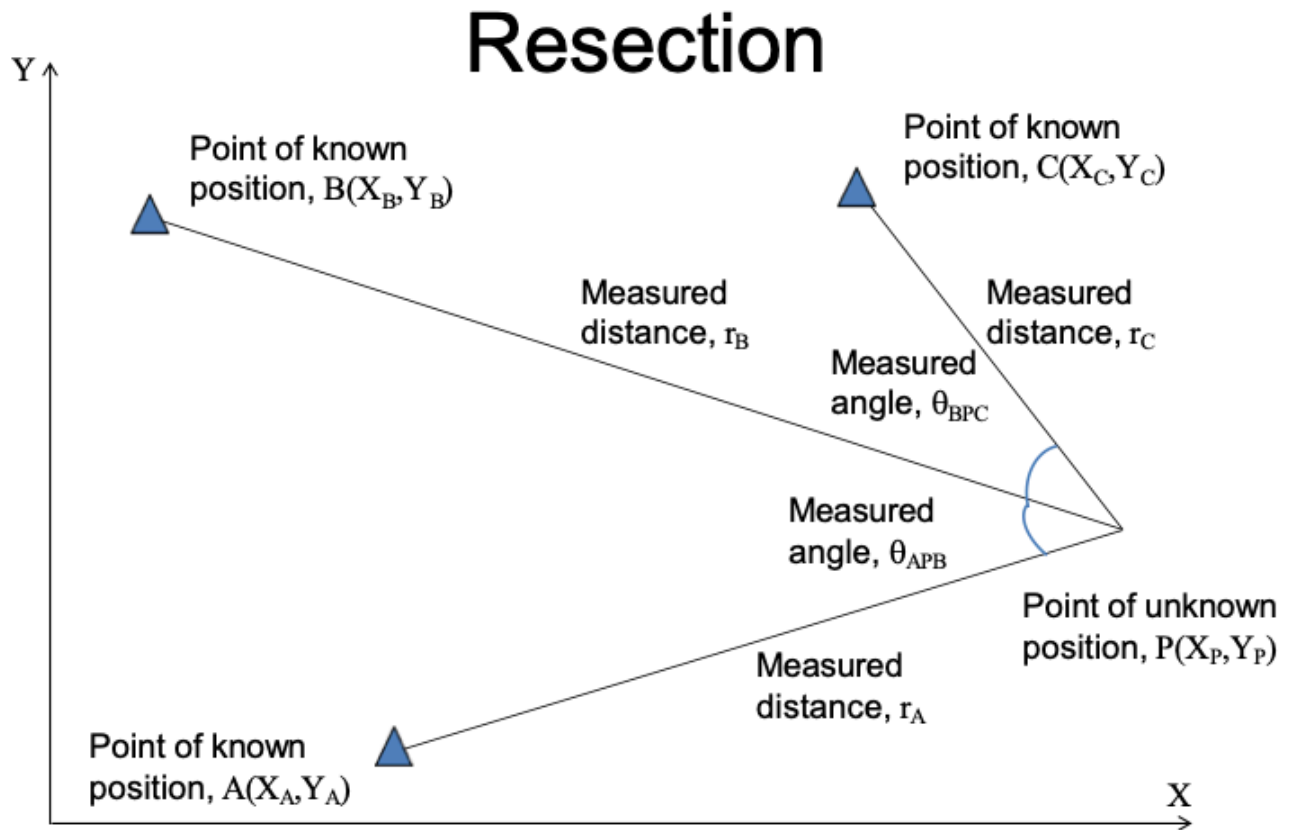 Resection
Y
Point of known
position, B(X_B,Y_B)
Point of known
position, C(X_C,Y_C)
Measured
distance, r_B
Measured
distance, r_C
Measured
angle, θ_BPC
Measured
angle, θ_APB
Point of unknown
position, P(X_P,Y_P)
Measured
distance, r_A
Point of known
position, A(X_A,Y_A)
X